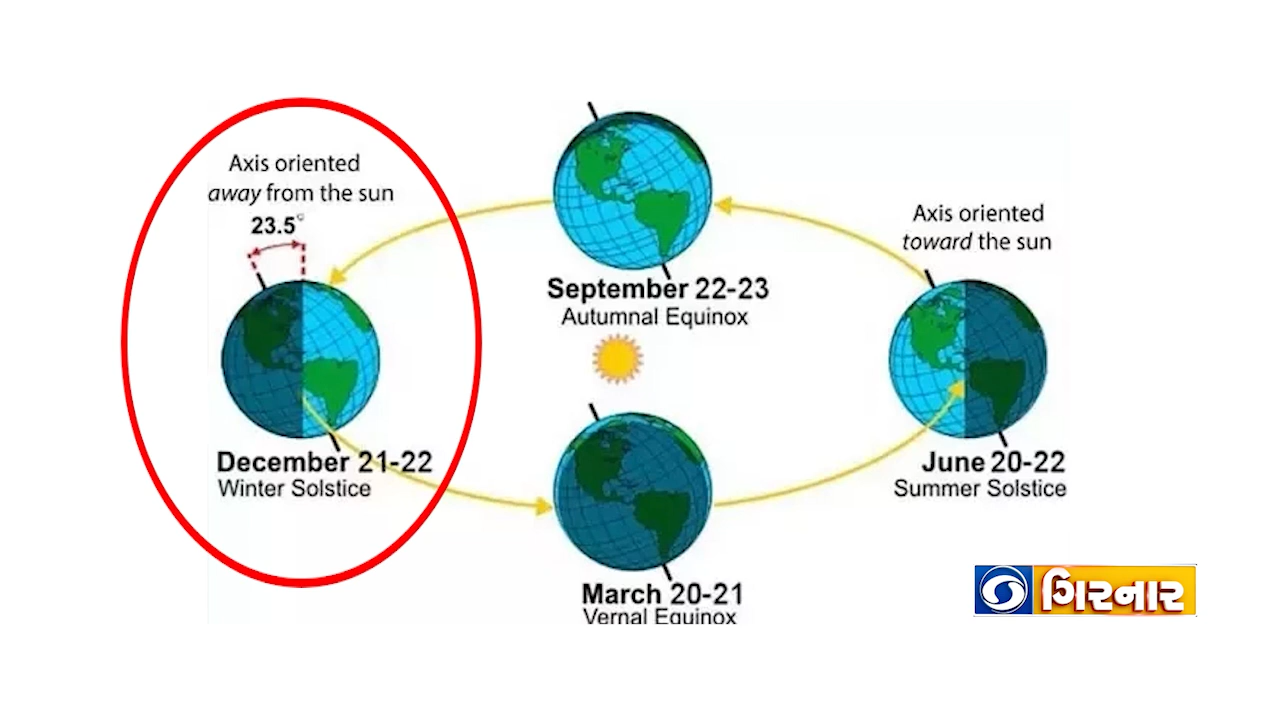 Axis oriented
away from the sun
23.5°
December 21-22
Winter Solstice
September 22-23
Autumnal Equinox
March 20-21
Vernal Equinox
Axis oriented
toward the sun
June 20-22
Summer Solstice
ગિરનાર